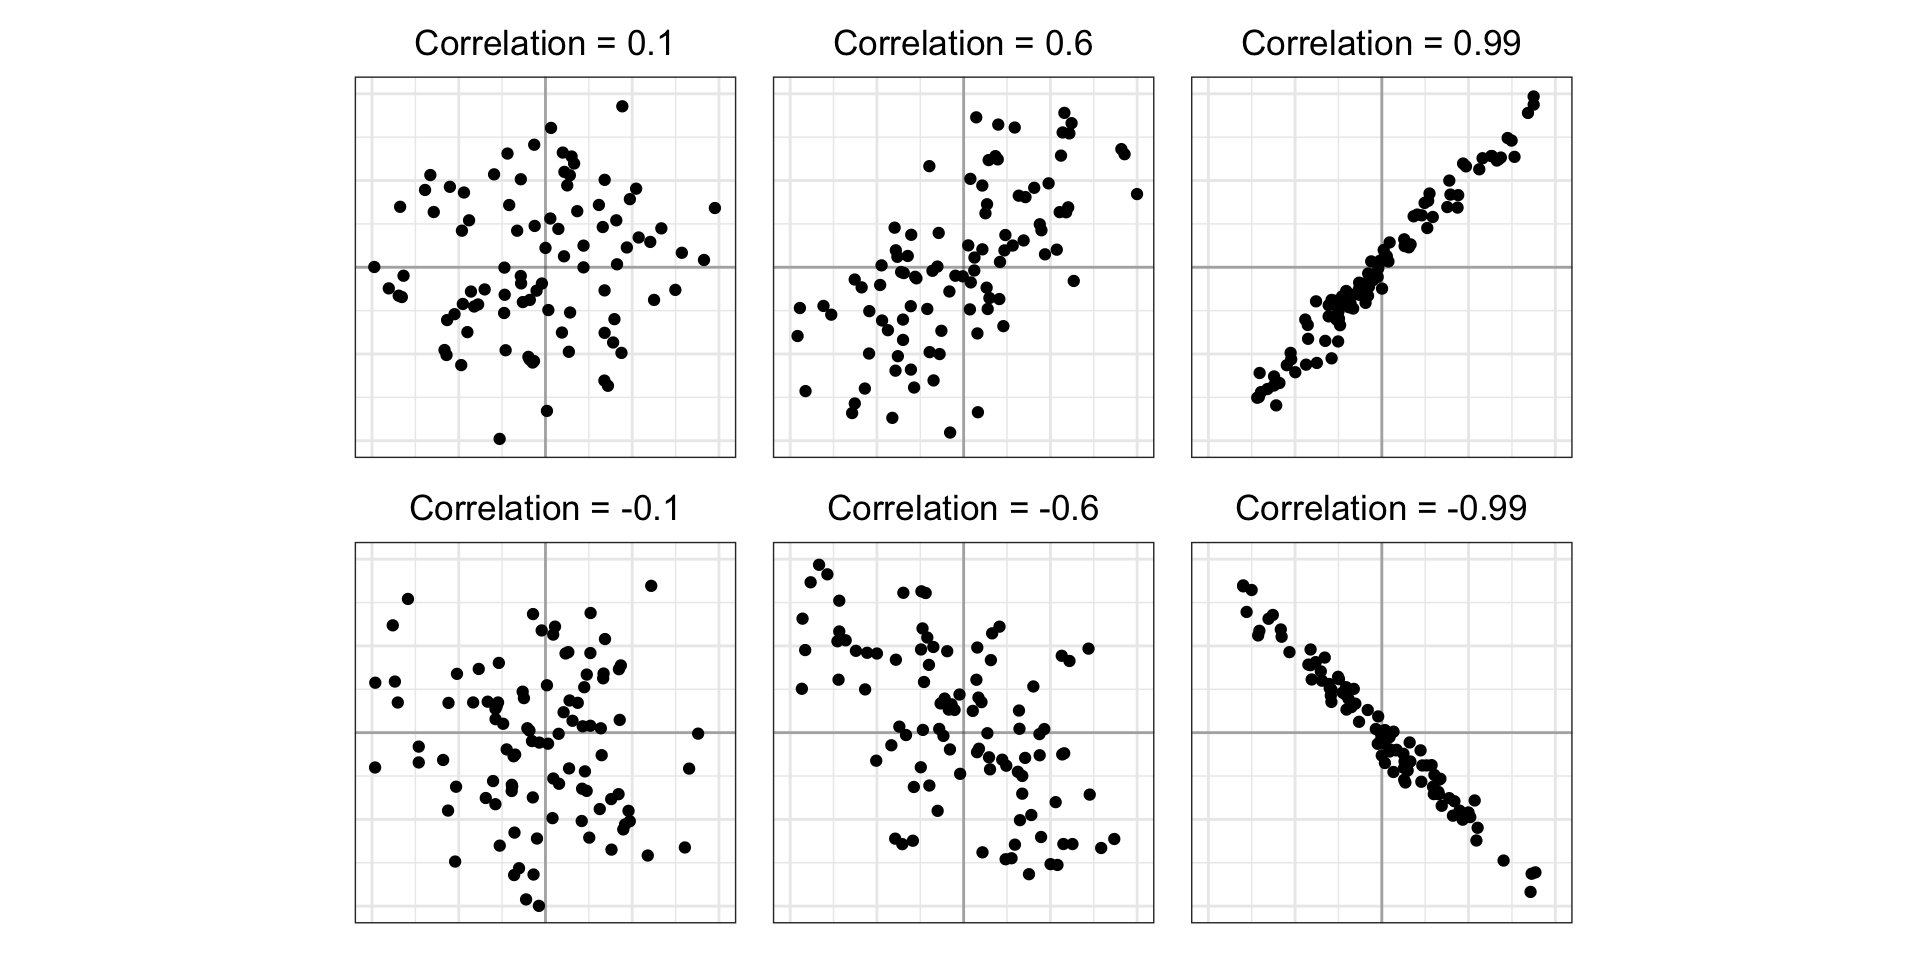 Correlation = 0.1
Correlation = 0.6
Correlation = 0.99
Correlation = -0.1
Correlation = -0.6
Correlation = -0.99